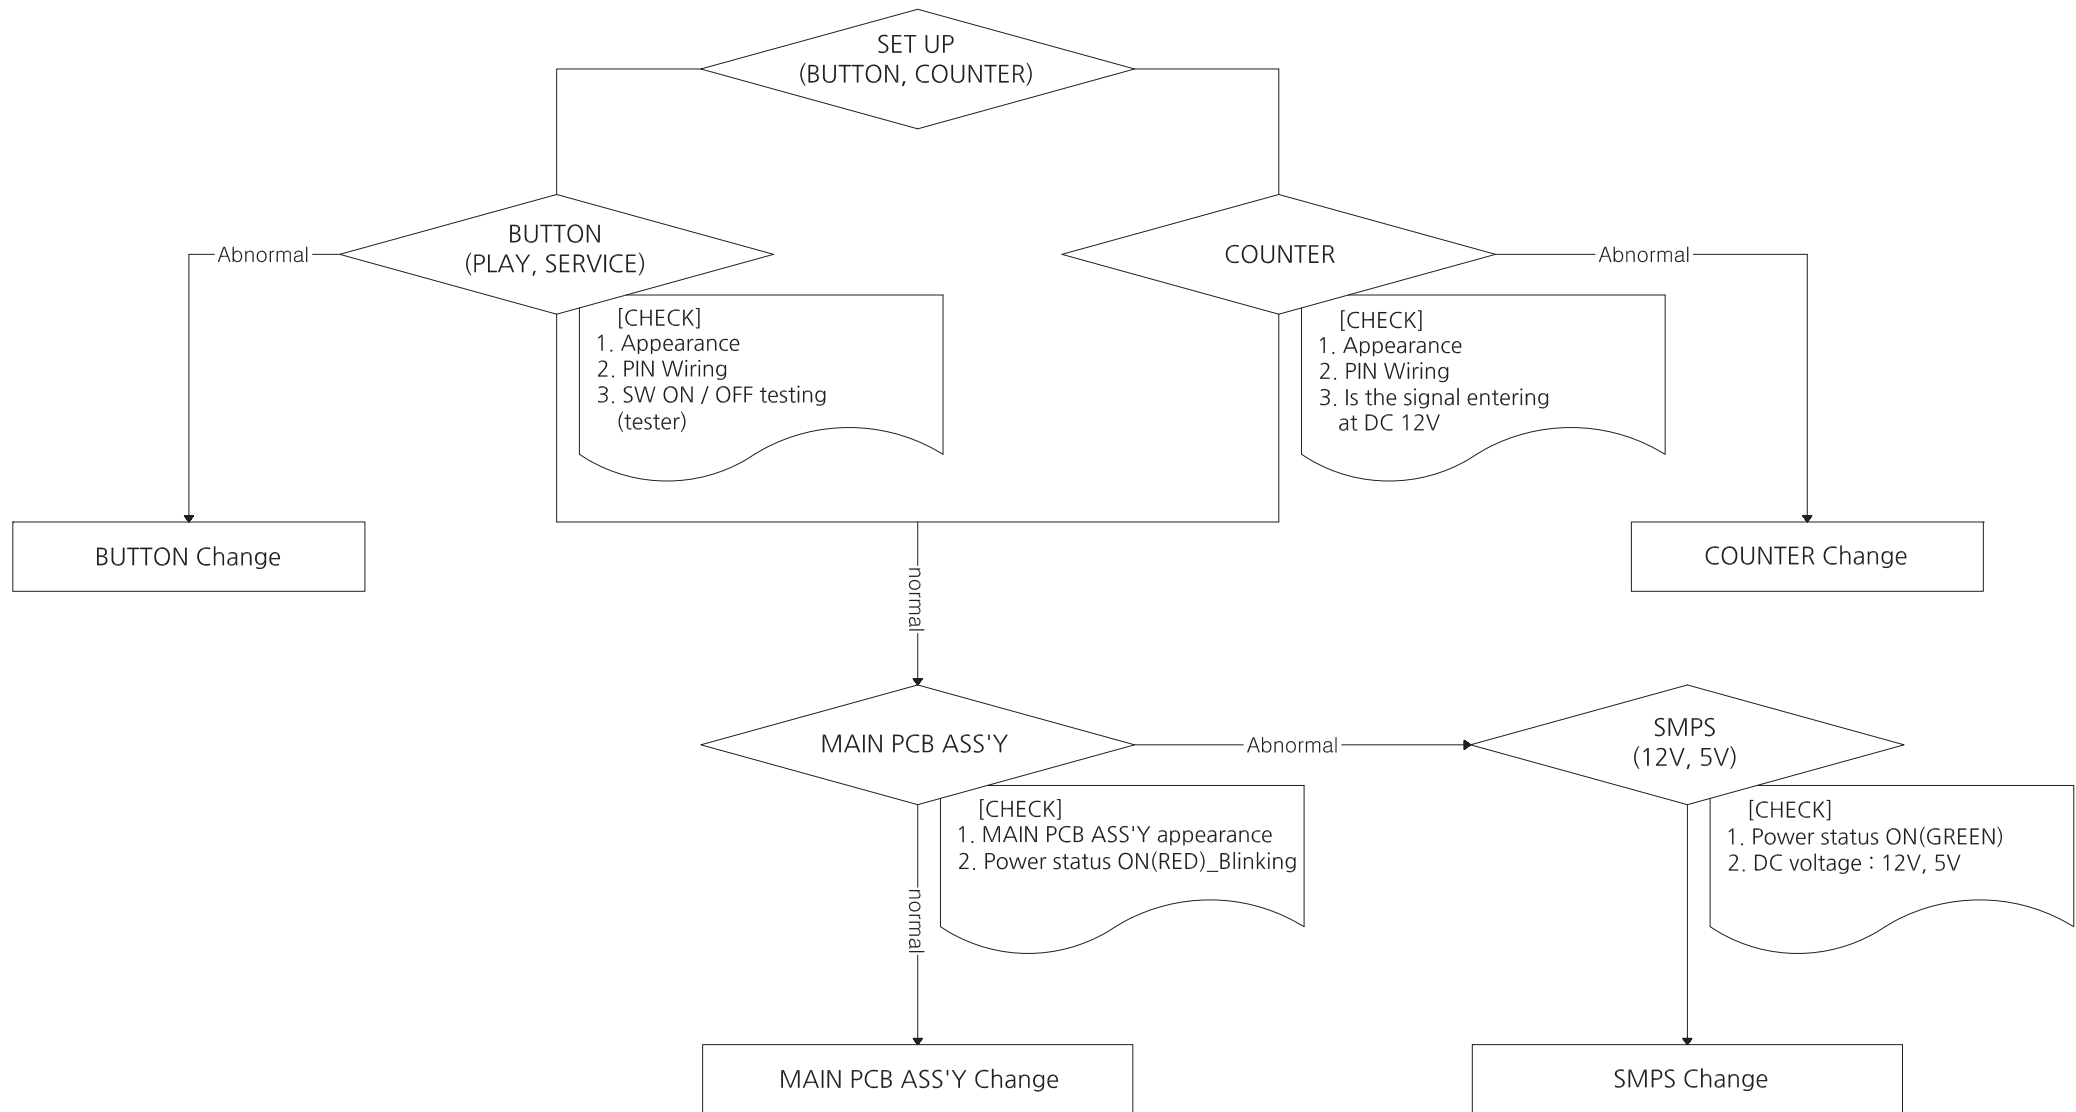 SET UP
(BUTTON, COUNTER)
BUTTON
(PLAY, SERVICE)
Abnormal
COUNTER
Abnormal
[CHECK]
1. Appearance
2. PIN Wiring
3. SW ON / OFF testing
(tester)
[CHECK]
1. Appearance
2. PIN Wiring
3. Is the signal entering
at DC 12V
BUTTON Change
COUNTER Change
normal
MAIN PCB ASS'Y
Abnormal
SMPS
(12V, 5V)
[CHECK]
1. MAIN PCB ASS'Y appearance
2. Power status ON(RED)_Blinking
[CHECK]
1. Power status ON(GREEN)
2. DC voltage : 12V, 5V
normal
MAIN PCB ASS'Y Change
SMPS Change